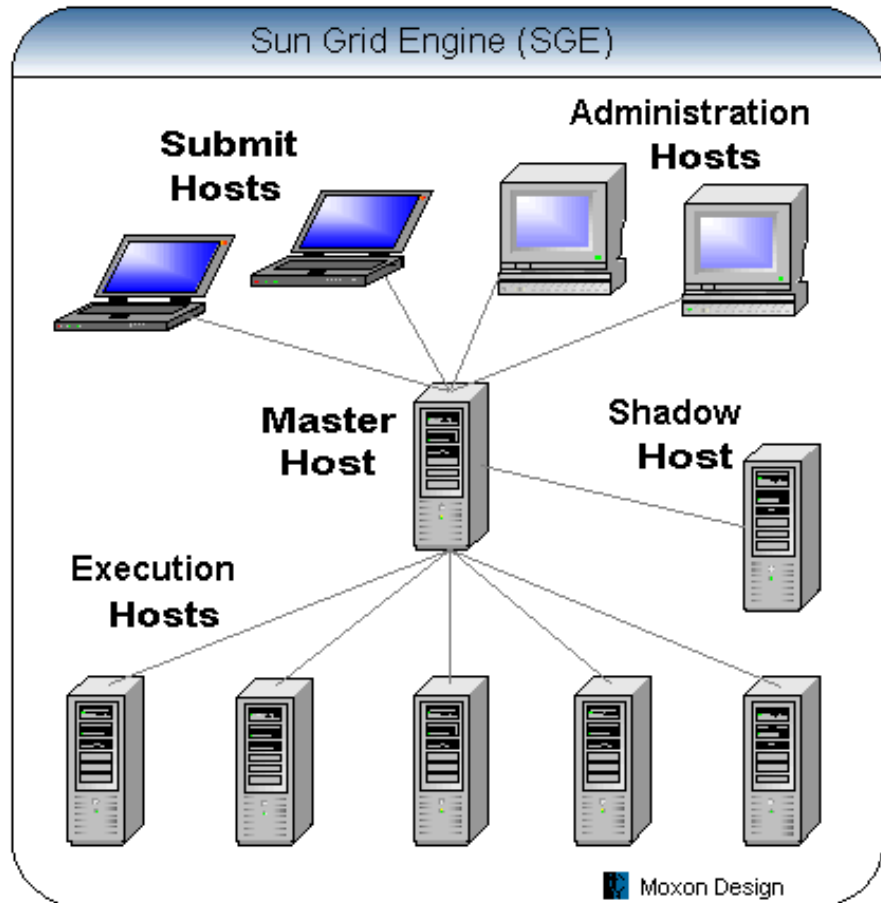 Sun Grid Engine (SGE)
Submit
Hosts
Administration
Hosts
Master
Host
Shadow
Host
Execution
Hosts
Moxon Design